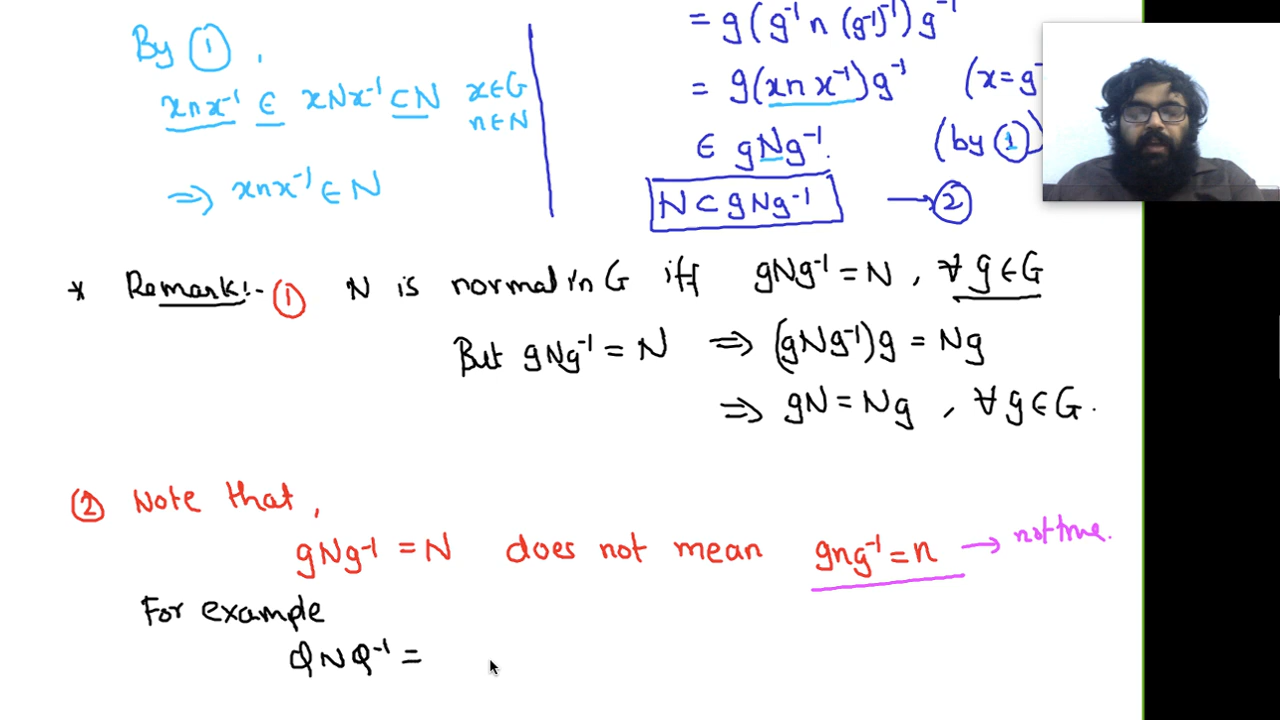 By ①,
xnx⁻¹ ∈ xNx⁻¹ ⊂ N x∈G
n∈N
⇒ xnx⁻¹ ∈ N
= g(g⁻¹ n (g⁻¹)⁻¹) g⁻¹
= g(xnx⁻¹)g⁻¹ (x=g⁻
∈ gNg⁻¹. (by ①)
N ⊂ gNg⁻¹ → ②
* Remark:- ① N is normal in G iff gNg⁻¹ = N, ∀ g∈G
But gNg⁻¹ = N ⇒ (gNg⁻¹)g = Ng
⇒ gN = Ng, ∀ g∈G.
② Note that,
gNg⁻¹ = N does not mean gng⁻¹ = n → not true.
For example
φNφ⁻¹ =